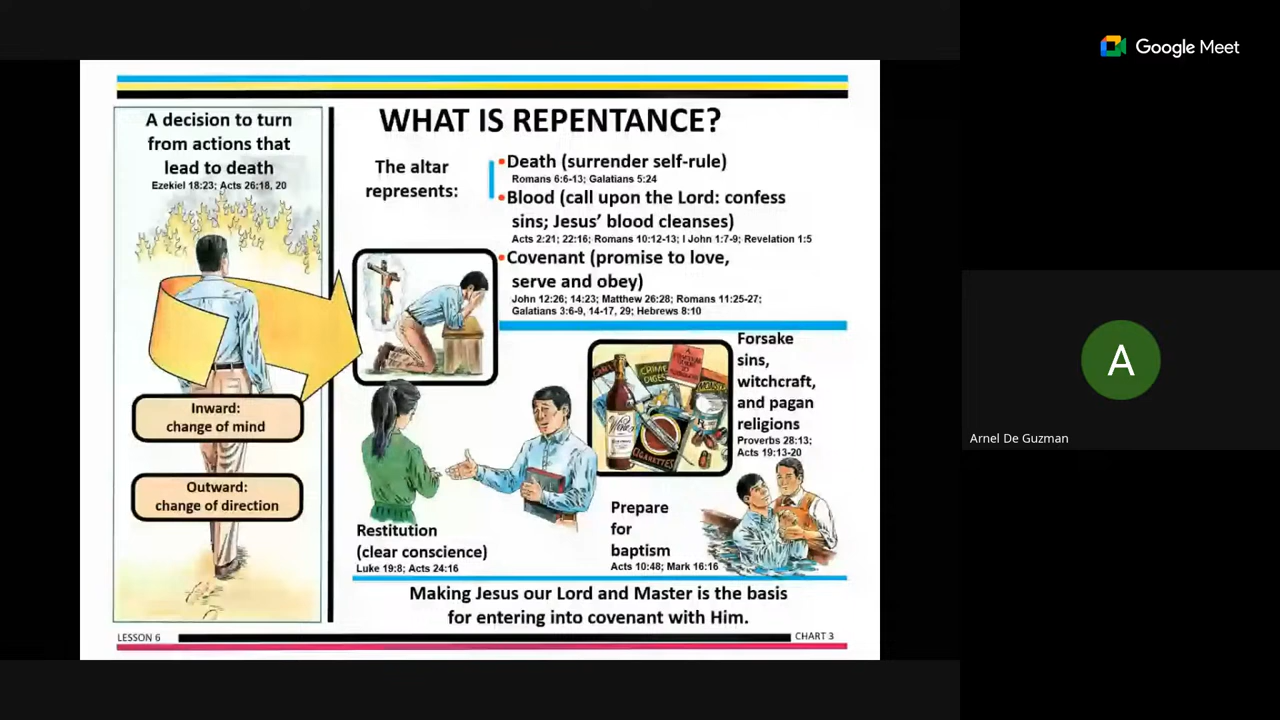 Google Meet
A decision to turn
from actions that
lead to death
Ezekiel 18:23; Acts 26:18, 20
Inward:
change of mind
Outward:
change of direction
WHAT IS REPENTANCE?
The altar
represents:
•Death (surrender self-rule)
Romans 6:6-13; Galatians 5:24
•Blood (call upon the Lord: confess
sins; Jesus’ blood cleanses)
Acts 2:21; 22:16; Romans 10:12-13; I John 1:7-9; Revelation 1:5
•Covenant (promise to love,
serve and obey)
John 12:26; 14:23; Matthew 26:28; Romans 11:25-27;
Galatians 3:6-9, 14-17, 29; Hebrews 8:10
Forsake
sins,
witchcraft,
and pagan
religions
Proverbs 28:13;
Acts 19:13-20
CRIME
DIGEST
Restitution
(clear conscience)
Luke 19:8; Acts 24:16
Prepare
for
baptism
Acts 10:48; Mark 16:16
Making Jesus our Lord and Master is the basis
for entering into covenant with Him.
LESSON 6
CHART 3
A
Arnel De Guzman